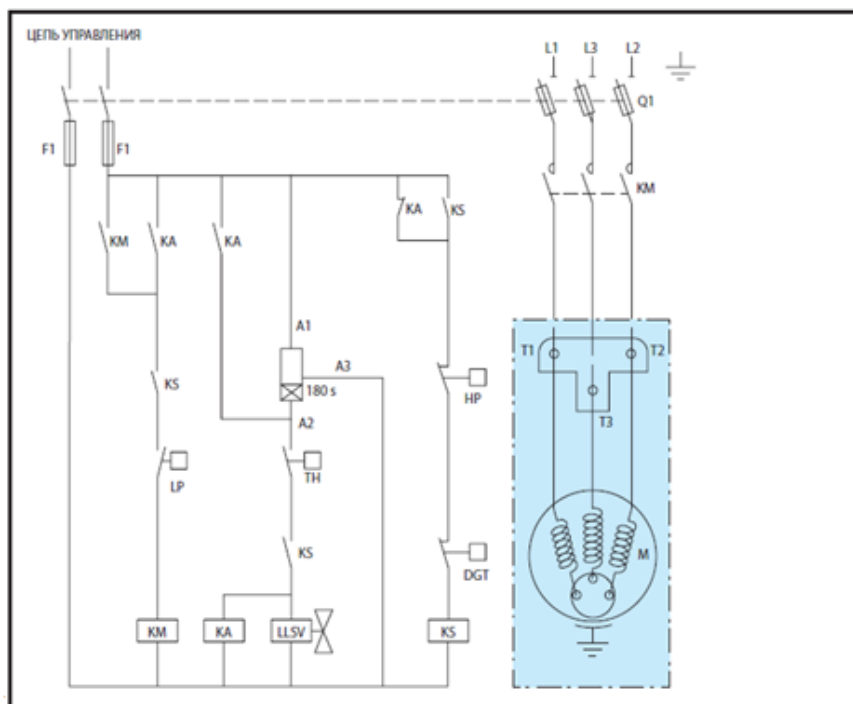 ЦЕПЬ УПРАВЛЕНИЯ
L1 L3 L2
Q1
F1 F1
KM
KA KS
KM KA KA
A1
T1 T2
A3
180 s
KS
HP
A2
T3
LP
TH
KS
M
DGT
KM KA LLSV KS